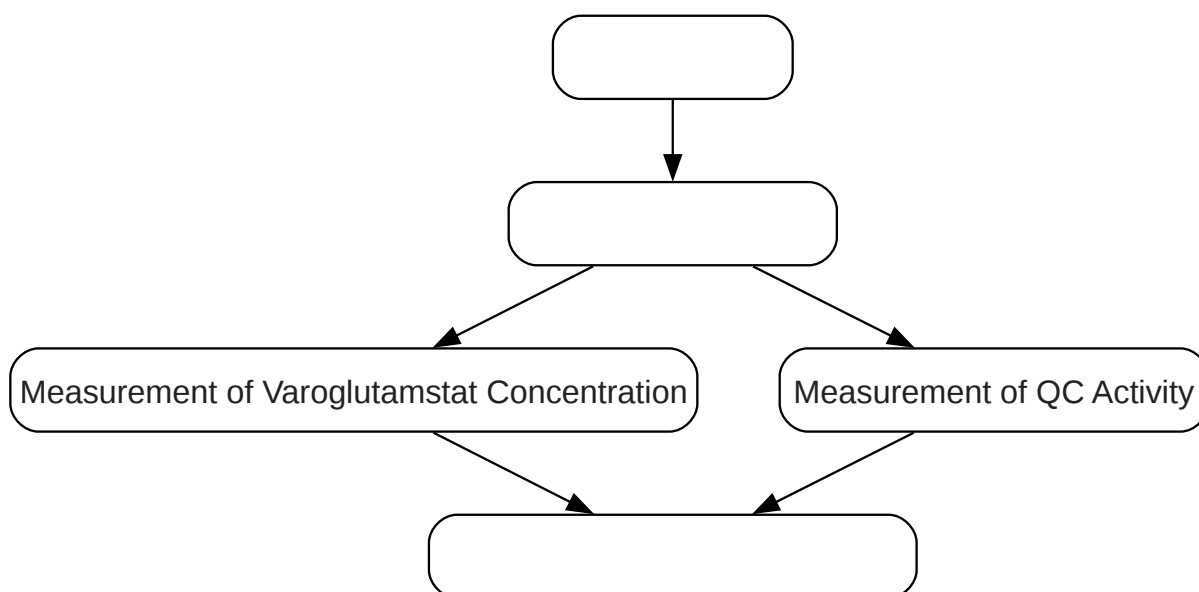 Measurement of Varoglutamstat Concentration
Measurement of QC Activity